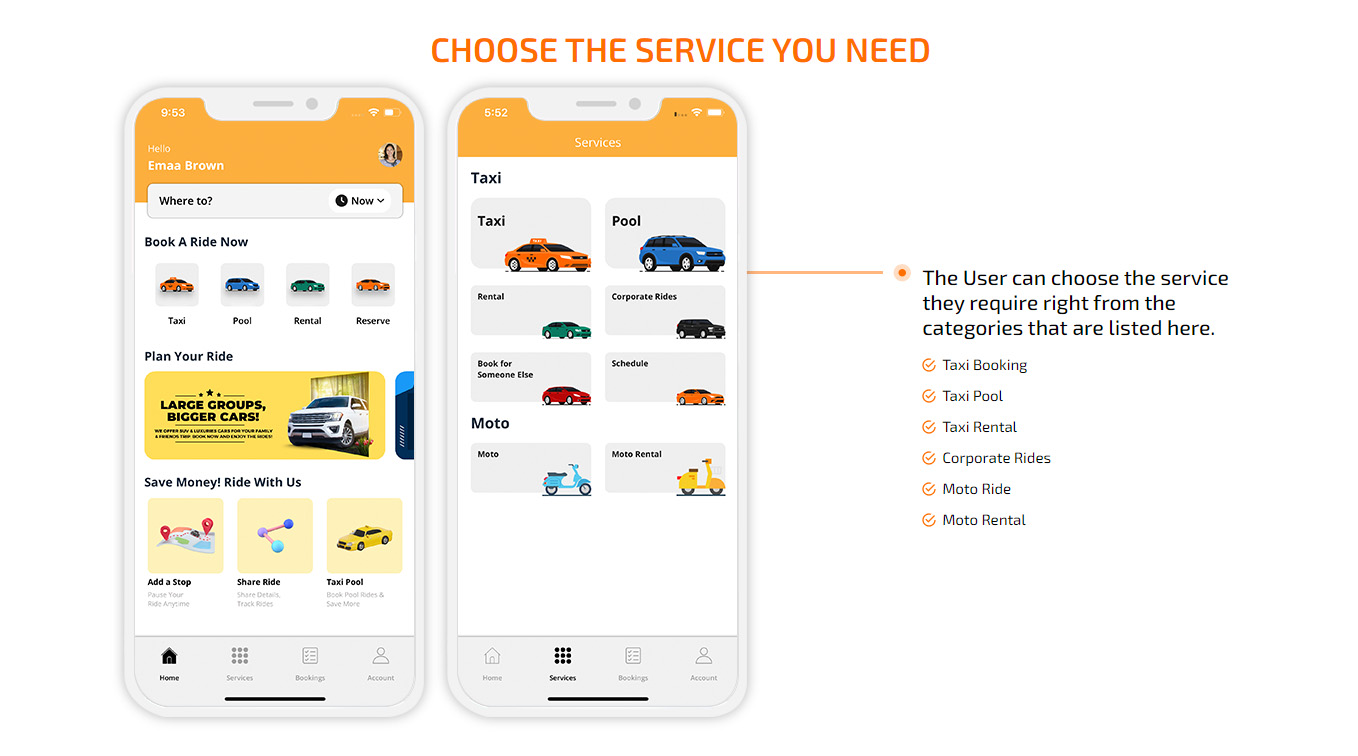 CHOOSE THE SERVICE YOU NEED
9:53
Hello
Emaa Brown
Where to?
Now
Book A Ride Now
Taxi
Pool
Rental
Reserve
Plan Your Ride
LARGE GROUPS,
BIGGER CARS!
WE OFFER SUV & LUXURIES CARS FOR YOUR FAMILY
& FRIENDS TRIP. BOOK NOW AND ENJOY THE RIDES!
Save Money! Ride With Us
Add a Stop
Pause Your
Ride Anytime
Share Ride
Share Details,
Track Rides
Taxi Pool
Book Pool Rides &
Save More
Home
Services
Bookings
Account
5:52
Services
Taxi
Taxi
TAXI
Pool
Rental
Corporate Rides
Book for
Someone Else
Schedule
Moto
Moto
Moto Rental
Home
Services
Bookings
Account
The User can choose the service
they require right from the
categories that are listed here.
Taxi Booking
Taxi Pool
Taxi Rental
Corporate Rides
Moto Ride
Moto Rental